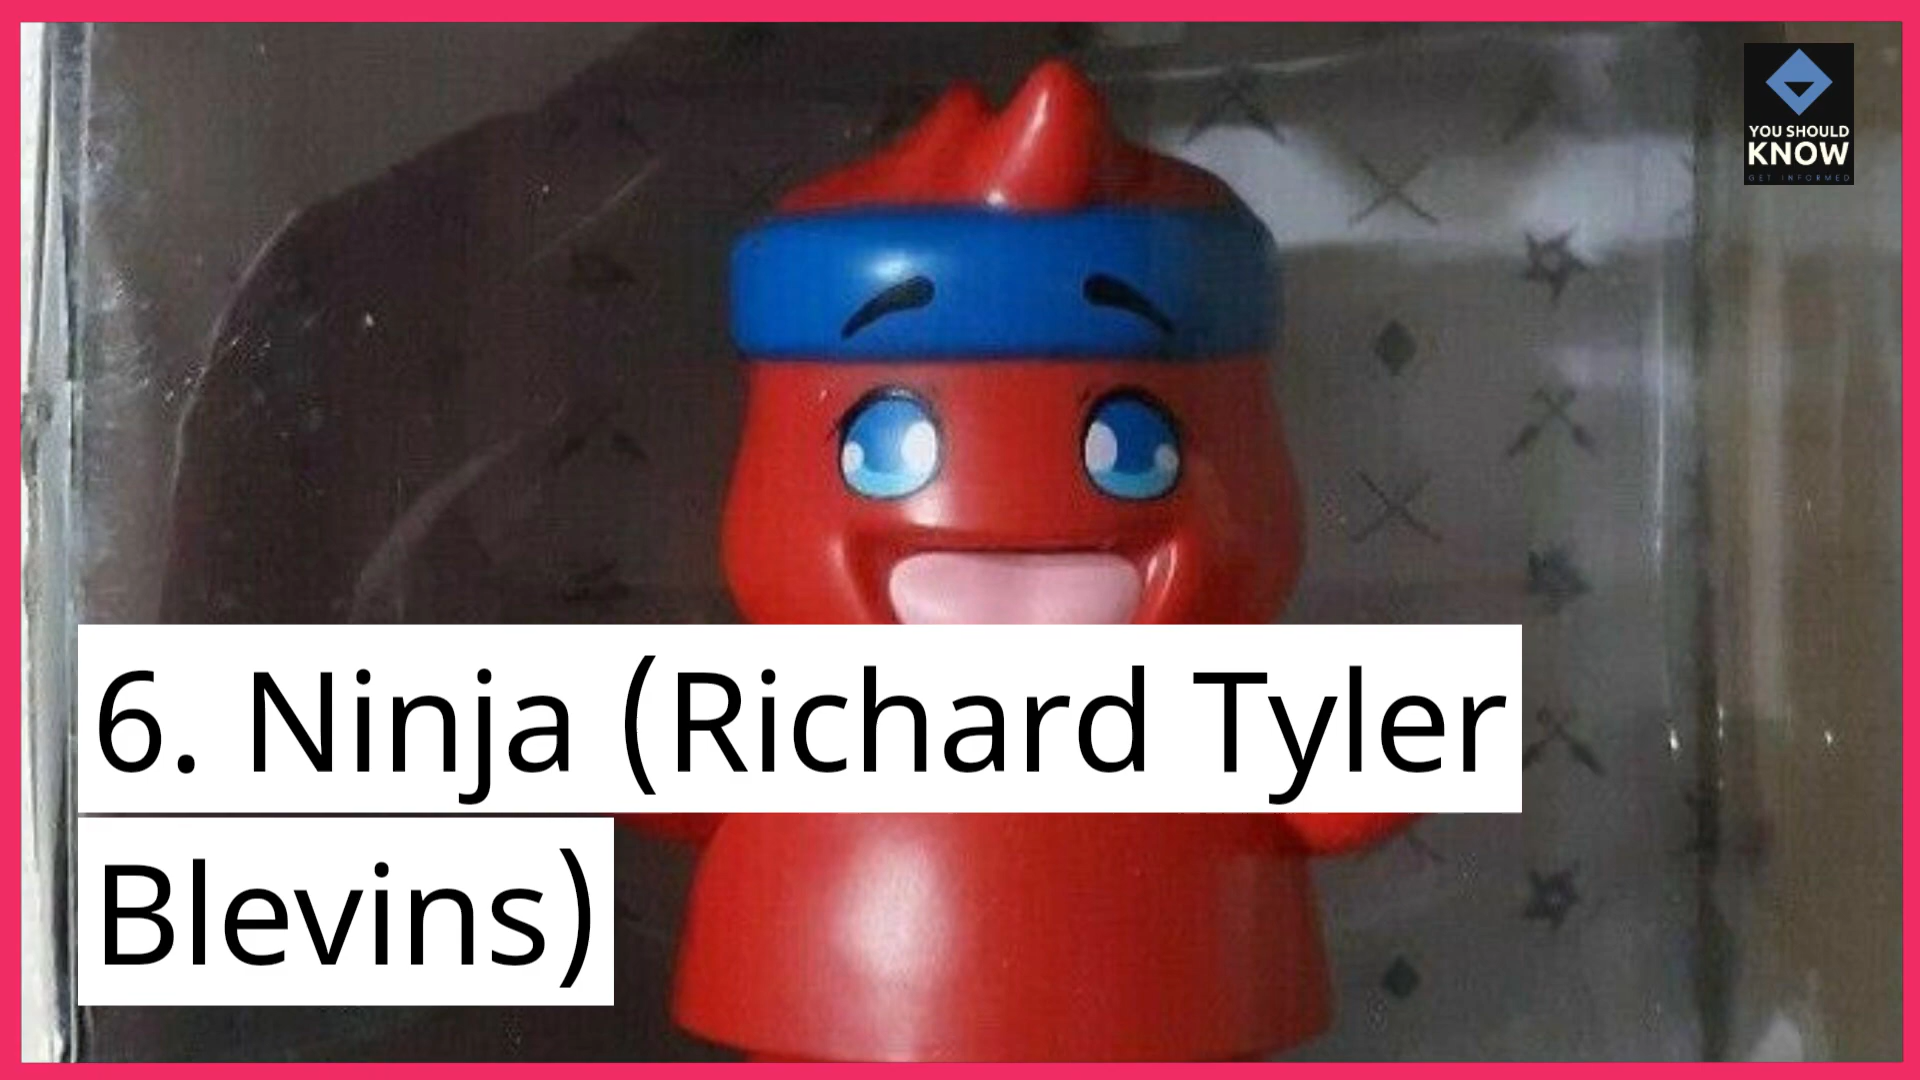 YOU SHOULD
KNOW
GET INFORMED
6. Ninja (Richard Tyler
Blevins)